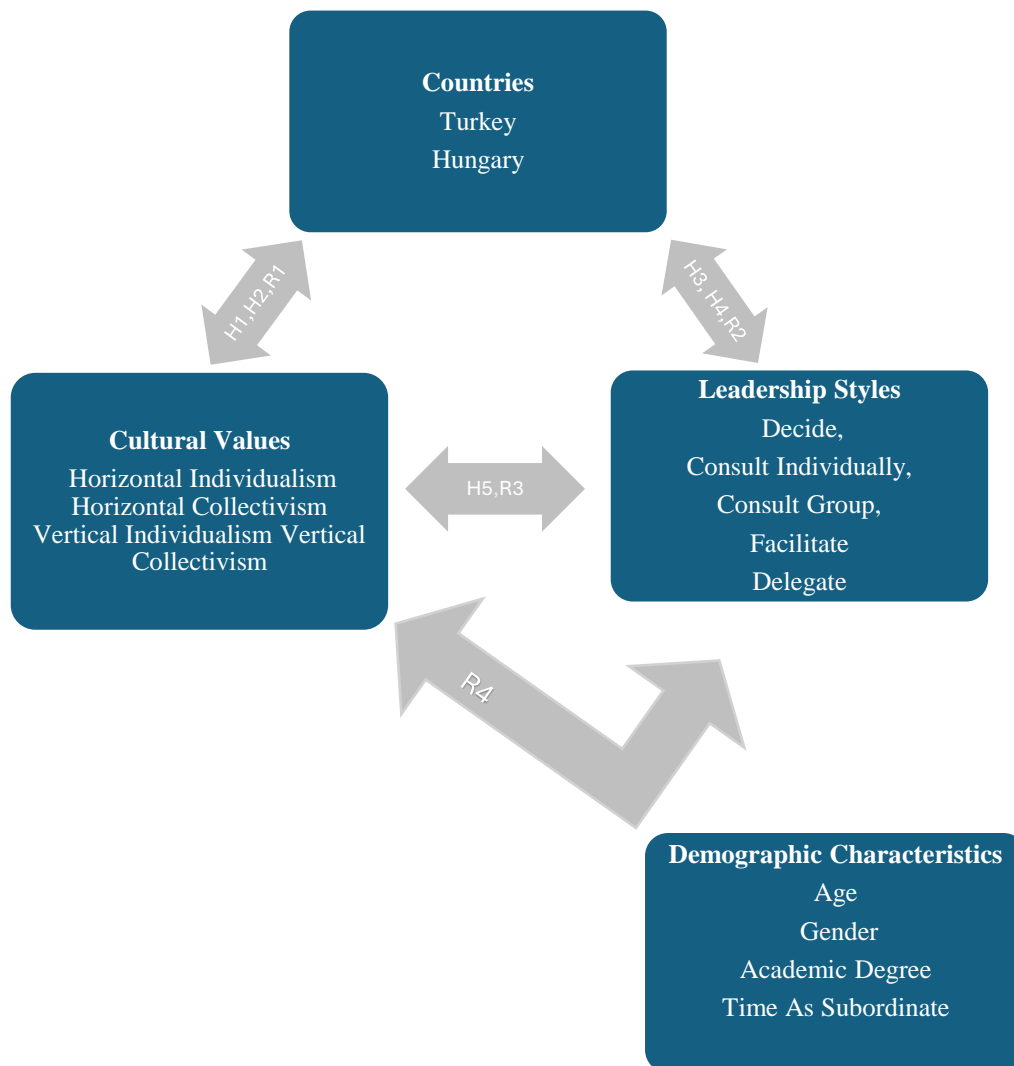 Countries
Turkey
Hungary
H1,H2,R1
H3, H4,R2
Cultural Values
Horizontal Individualism
Horizontal Collectivism
Vertical Individualism Vertical
Collectivism
H5,R3
Leadership Styles
Decide,
Consult Individually,
Consult Group,
Facilitate
Delegate
R4
Demographic Characteristics
Age
Gender
Academic Degree
Time As Subordinate